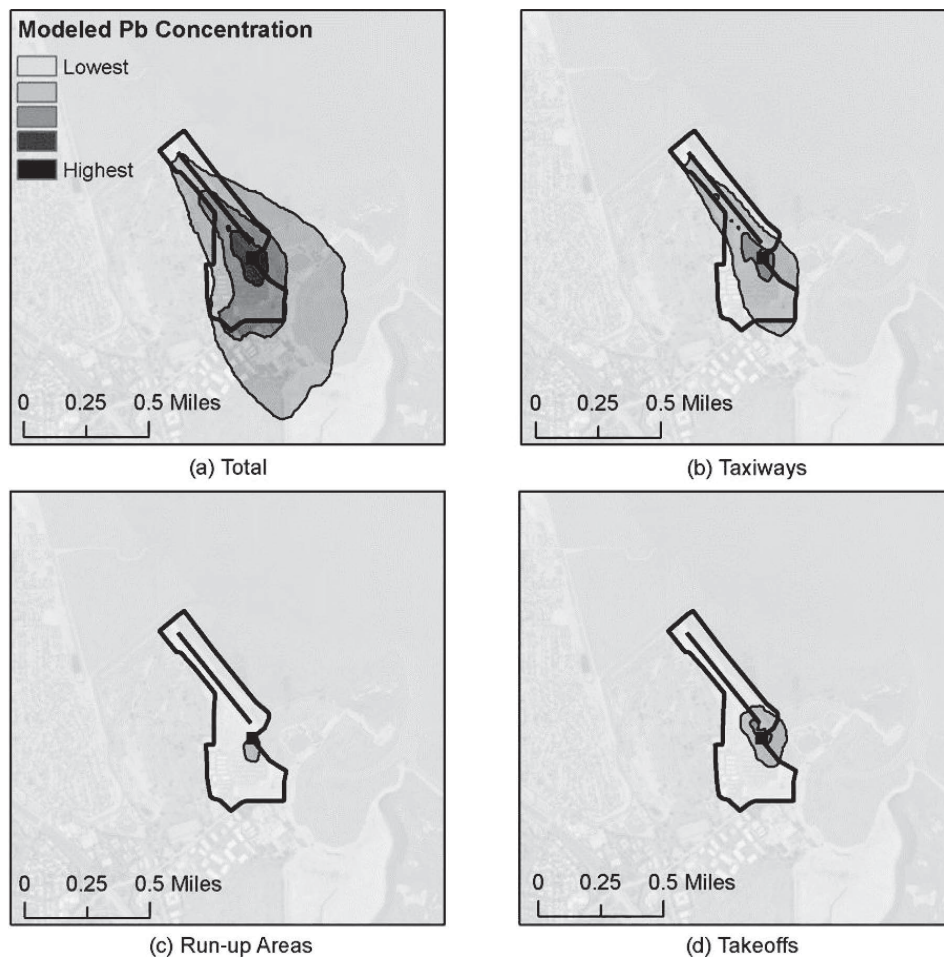 Modeled Pb Concentration
Lowest
Highest
0 0.25 0.5 Miles
(a) Total
0 0.25 0.5 Miles
(b) Taxiways
0 0.25 0.5 Miles
(c) Run-up Areas
0 0.25 0.5 Miles
(d) Takeoffs